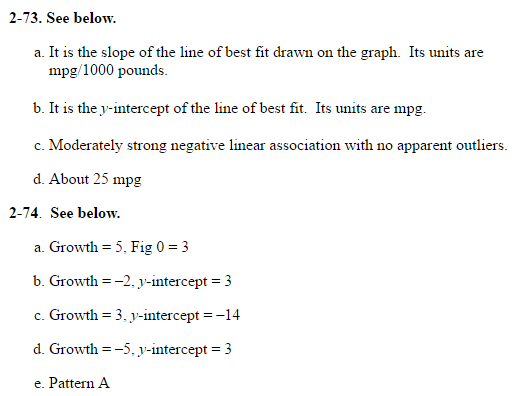 2-73. See below.
a. It is the slope of the line of best fit drawn on the graph.  Its units are
mpg/1000 pounds.
b. It is the y-intercept of the line of best fit.  Its units are mpg.
c. Moderately strong negative linear association with no apparent outliers.
d. About 25 mpg
2-74.  See below.
a. Growth = 5, Fig 0 = 3
b. Growth = –2, y-intercept = 3
c. Growth = 3, y-intercept = –14
d. Growth = –5, y-intercept = 3
e. Pattern A